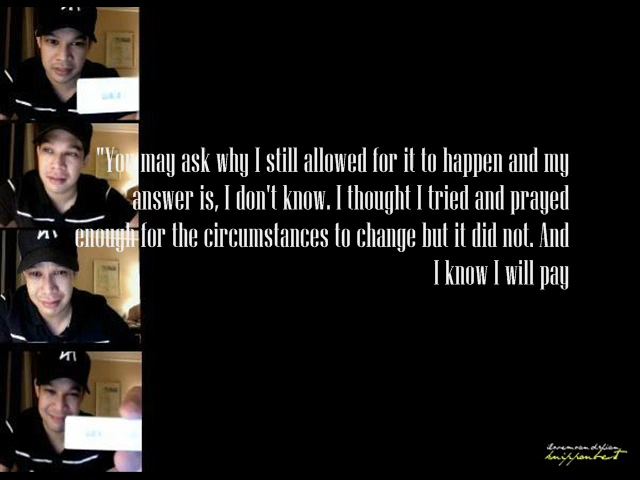 "You may ask why I still allowed for it to happen and my
answer is, I don't know. I thought I tried and prayed
enough for the circumstances to change but it did not. And
I know I will pay